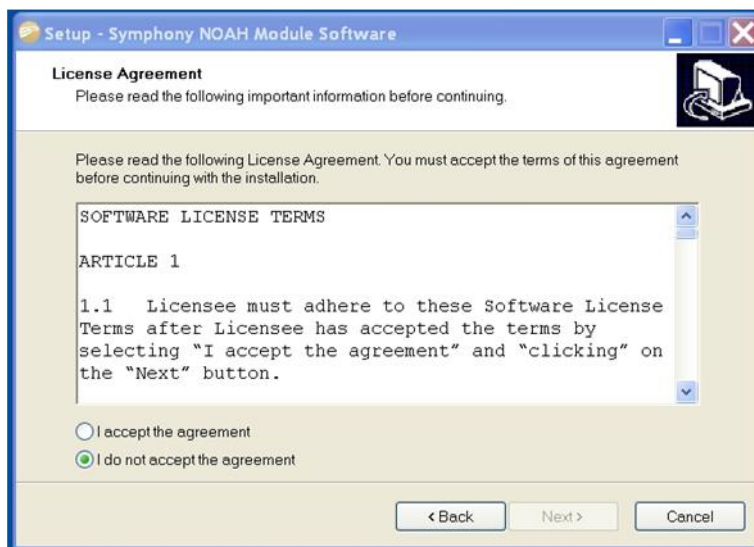 Setup - Symphony NOAH Module Software
License Agreement
Please read the following important information before continuing.
Please read the following License Agreement. You must accept the terms of this agreement
before continuing with the installation.
SOFTWARE LICENSE TERMS
ARTICLE 1
1.1 Licensee must adhere to these Software License
Terms after Licensee has accepted the terms by
selecting “I accept the agreement” and “clicking” on
the “Next” button.
I accept the agreement
I do not accept the agreement
< Back Next > Cancel